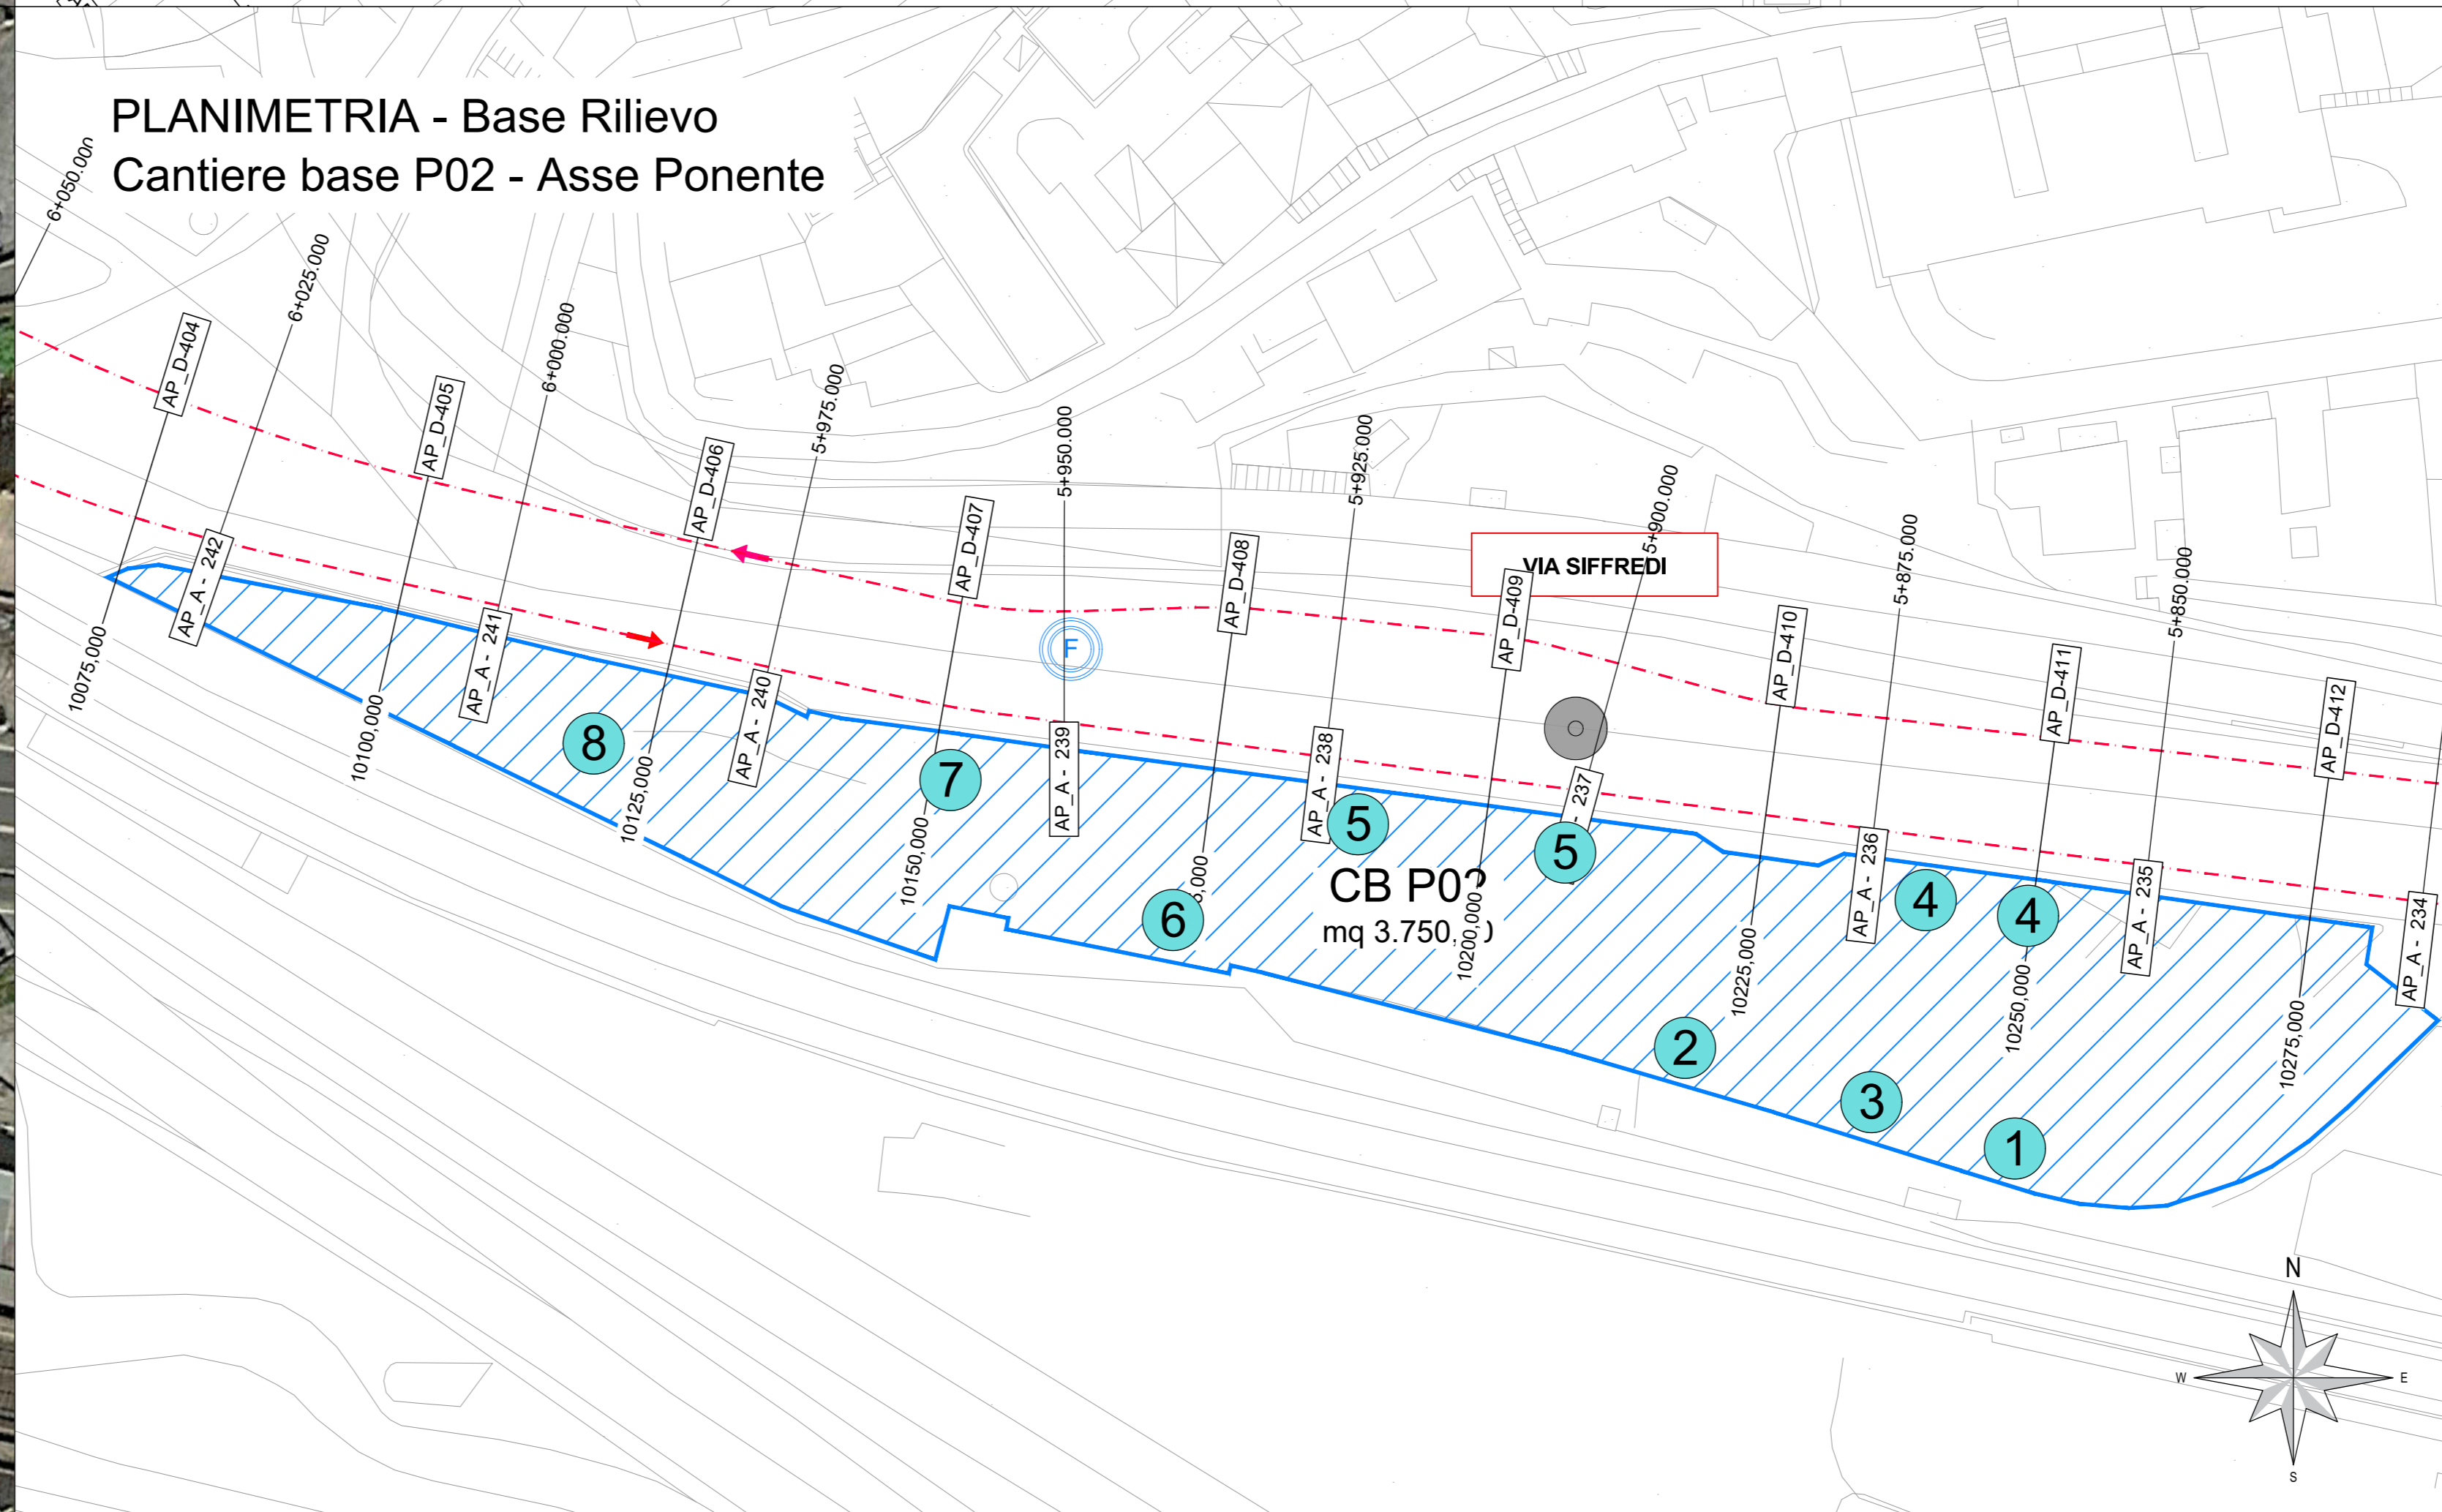 PLANIMETRIA - Base Rilievo
Cantiere base P02 - Asse Ponente
6+050.000
6+025.000
6+000.000
5+975.000
5+950.000
5+925.000
5+900.000
5+875.000
5+850.000
AP_D-404
AP_D-405
AP_D-406
AP_D-407
AP_D-408
AP_D-409
AP_D-410
AP_D-411
AP_D-412
VIA SIFFREDI
F
AP_A - 242
AP_A - 241
AP_A - 240
AP_A - 239
AP_A - 238
- 237
AP_A - 236
AP_A - 235
AP_A - 234
10075,000
10100,000
10125,000
10150,000
5,000
10200,000
10225,000
10250,000
10275,000
8
7
5
5
6
4
4
CB P02
mq 3.750,
2
3
1
N
W
E
S